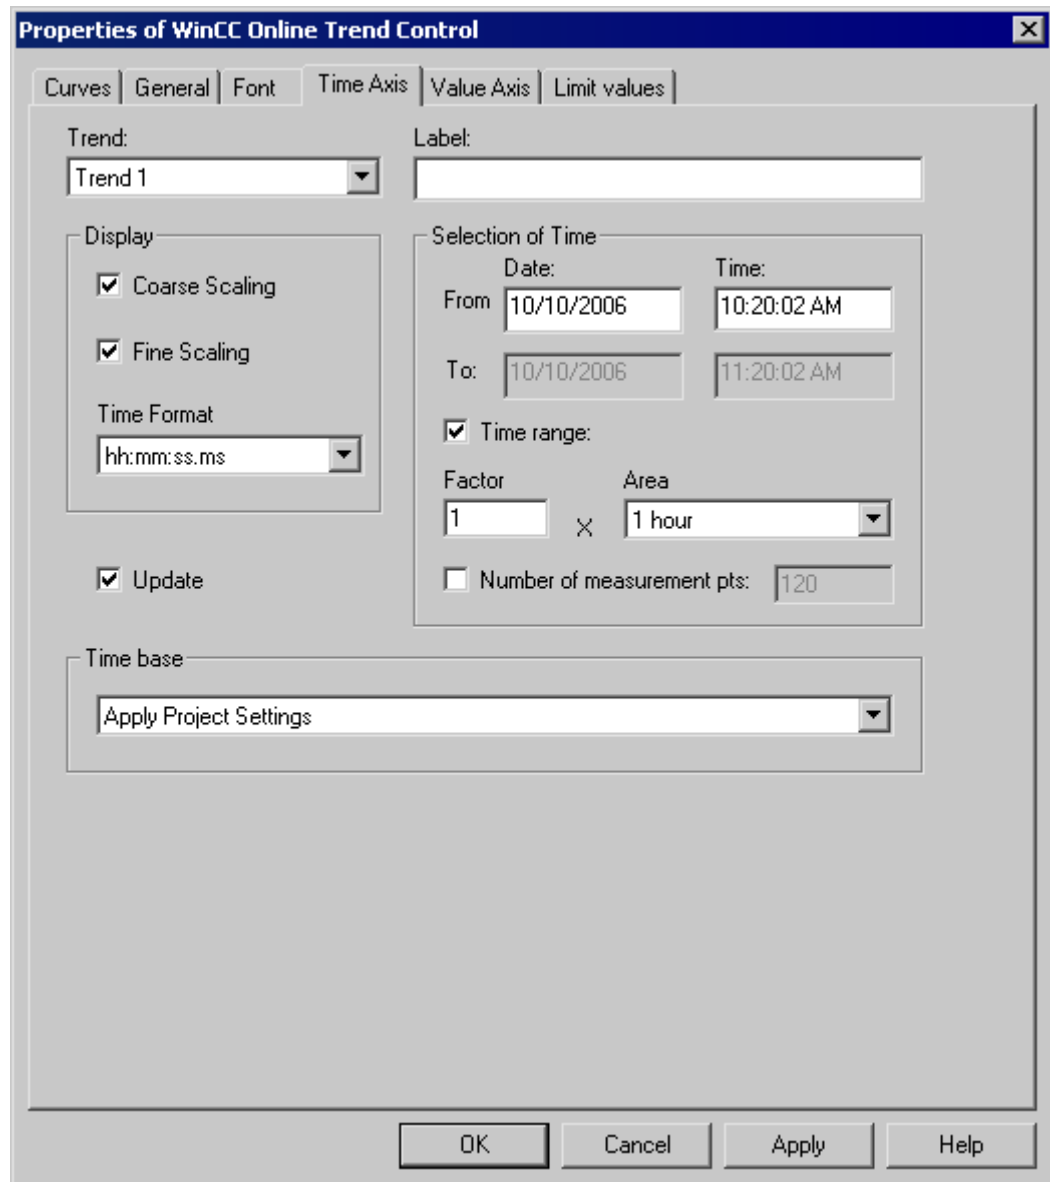 Properties of WinCC Online Trend Control
Curves General Font Time Axis Value Axis Limit values
Trend: Label:
Trend 1
Display
Coarse Scaling
Fine Scaling
Time Format
hh:mm:ss.ms
Update
Selection of Time
Date: Time:
From 10/10/2006 10:20:02 AM
To: 10/10/2006 11:20:02 AM
Time range:
Factor Area
1 X 1 hour
Number of measurement pts: 120
Time base
Apply Project Settings
OK Cancel Apply Help